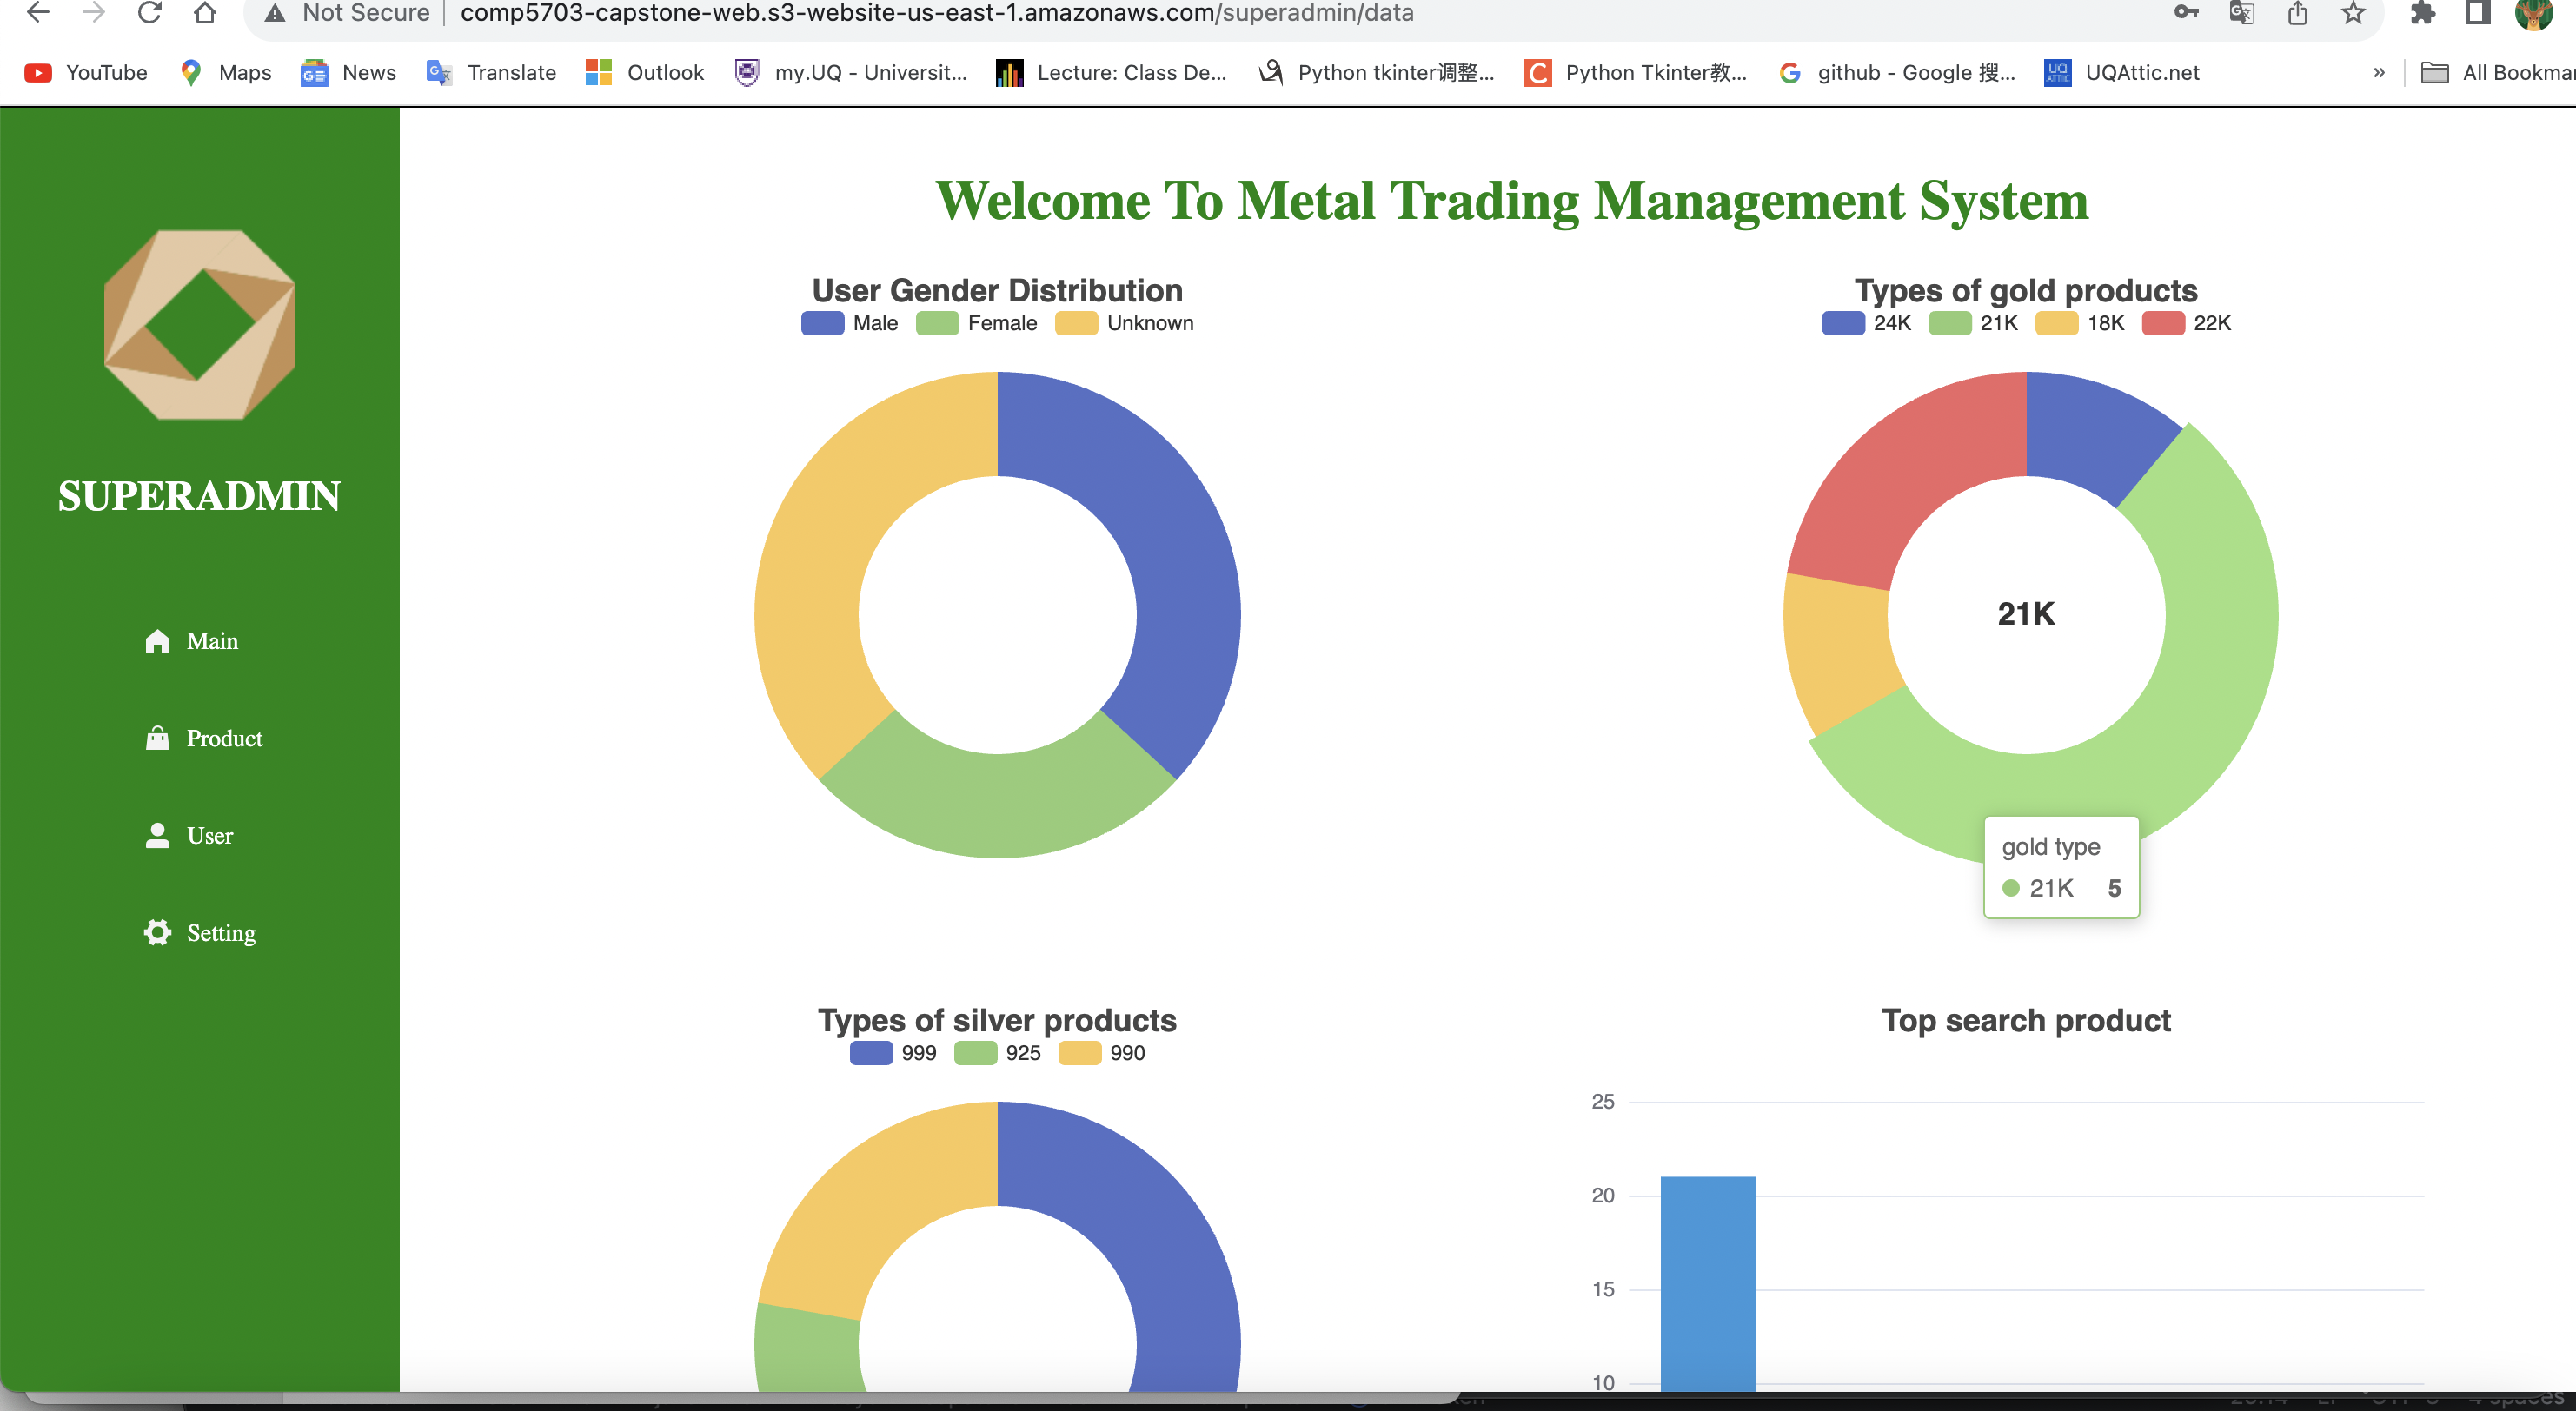 Not Secure comp5703-capstone-web.s3-website-us-east-1.amazonaws.com/superadmin/data
YouTube Maps News Translate Outlook my.UQ - Universit... Lecture: Class De... Python tkinter调整... Python Tkinter教... github - Google 搜... UQAttic.net » All Bookmar
Welcome To Metal Trading Management System
SUPERADMIN
Main
Product
User
Setting
User Gender Distribution
Male Female Unknown
Types of gold products
24K 21K 18K 22K
21K
gold type
21K 5
Types of silver products
999 925 990
Top search product
25
20
15
10